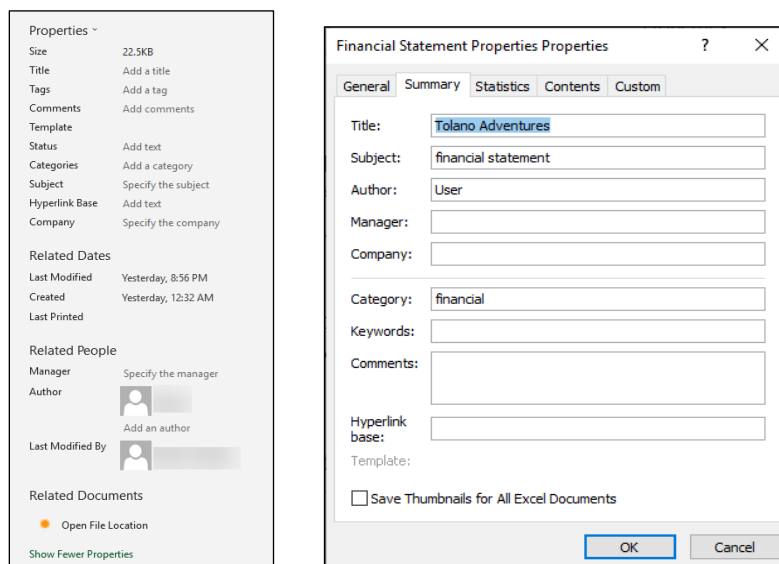 Properties
Size 22.5KB
Title Add a title
Tags Add a tag
Comments Add comments
Template
Status Add text
Categories Add a category
Subject Specify the subject
Hyperlink Base Add text
Company Specify the company
Related Dates
Last Modified Yesterday, 8:56 PM
Created Yesterday, 12:32 AM
Last Printed
Related People
Manager Specify the manager
Author
Add an author
Last Modified By
Related Documents
Open File Location
Show Fewer Properties
Financial Statement Properties Properties ?
General Summary Statistics Contents Custom
Title: Tolano Adventures
Subject: financial statement
Author: User
Manager:
Company:
Category: financial
Keywords:
Comments:
Hyperlink
base:
Template:
Save Thumbnails for All Excel Documents
OK Cancel